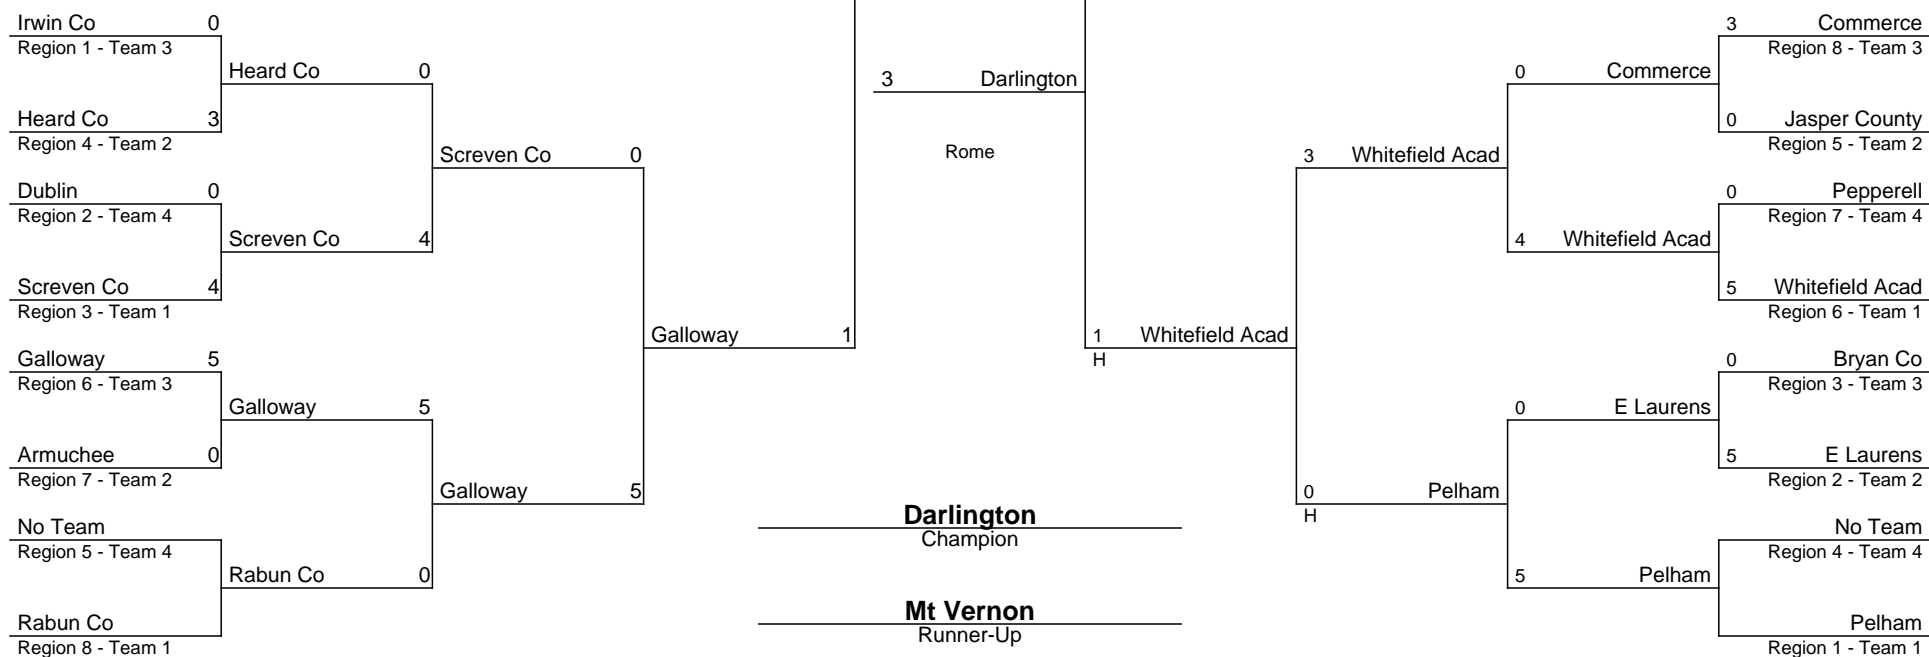 Irwin Co 0
Region 1 - Team 3
Heard Co 3
Region 4 - Team 2
Dublin 0
Region 2 - Team 4
Screven Co 4
Region 3 - Team 1
Galloway 5
Region 6 - Team 3
Armuchee 0
Region 7 - Team 2
No Team
Region 5 - Team 4
Rabun Co
Region 8 - Team 1
Heard Co 0
Screven Co 4
Galloway 5
Rabun Co 0
Screven Co 0
Galloway 5
Galloway 1
3 Darlington
Rome
Darlington
Champion
Mt Vernon
Runner-Up
1 Whitefield Acad
H
3 Whitefield Acad
0 Pelham
H
0 Commerce
4 Whitefield Acad
0 E Laurens
5 Pelham
3 Commerce
Region 8 - Team 3
0 Jasper County
Region 5 - Team 2
0 Pepperell
Region 7 - Team 4
5 Whitefield Acad
Region 6 - Team 1
0 Bryan Co
Region 3 - Team 3
5 E Laurens
Region 2 - Team 2
No Team
Region 4 - Team 4
Pelham
Region 1 - Team 1